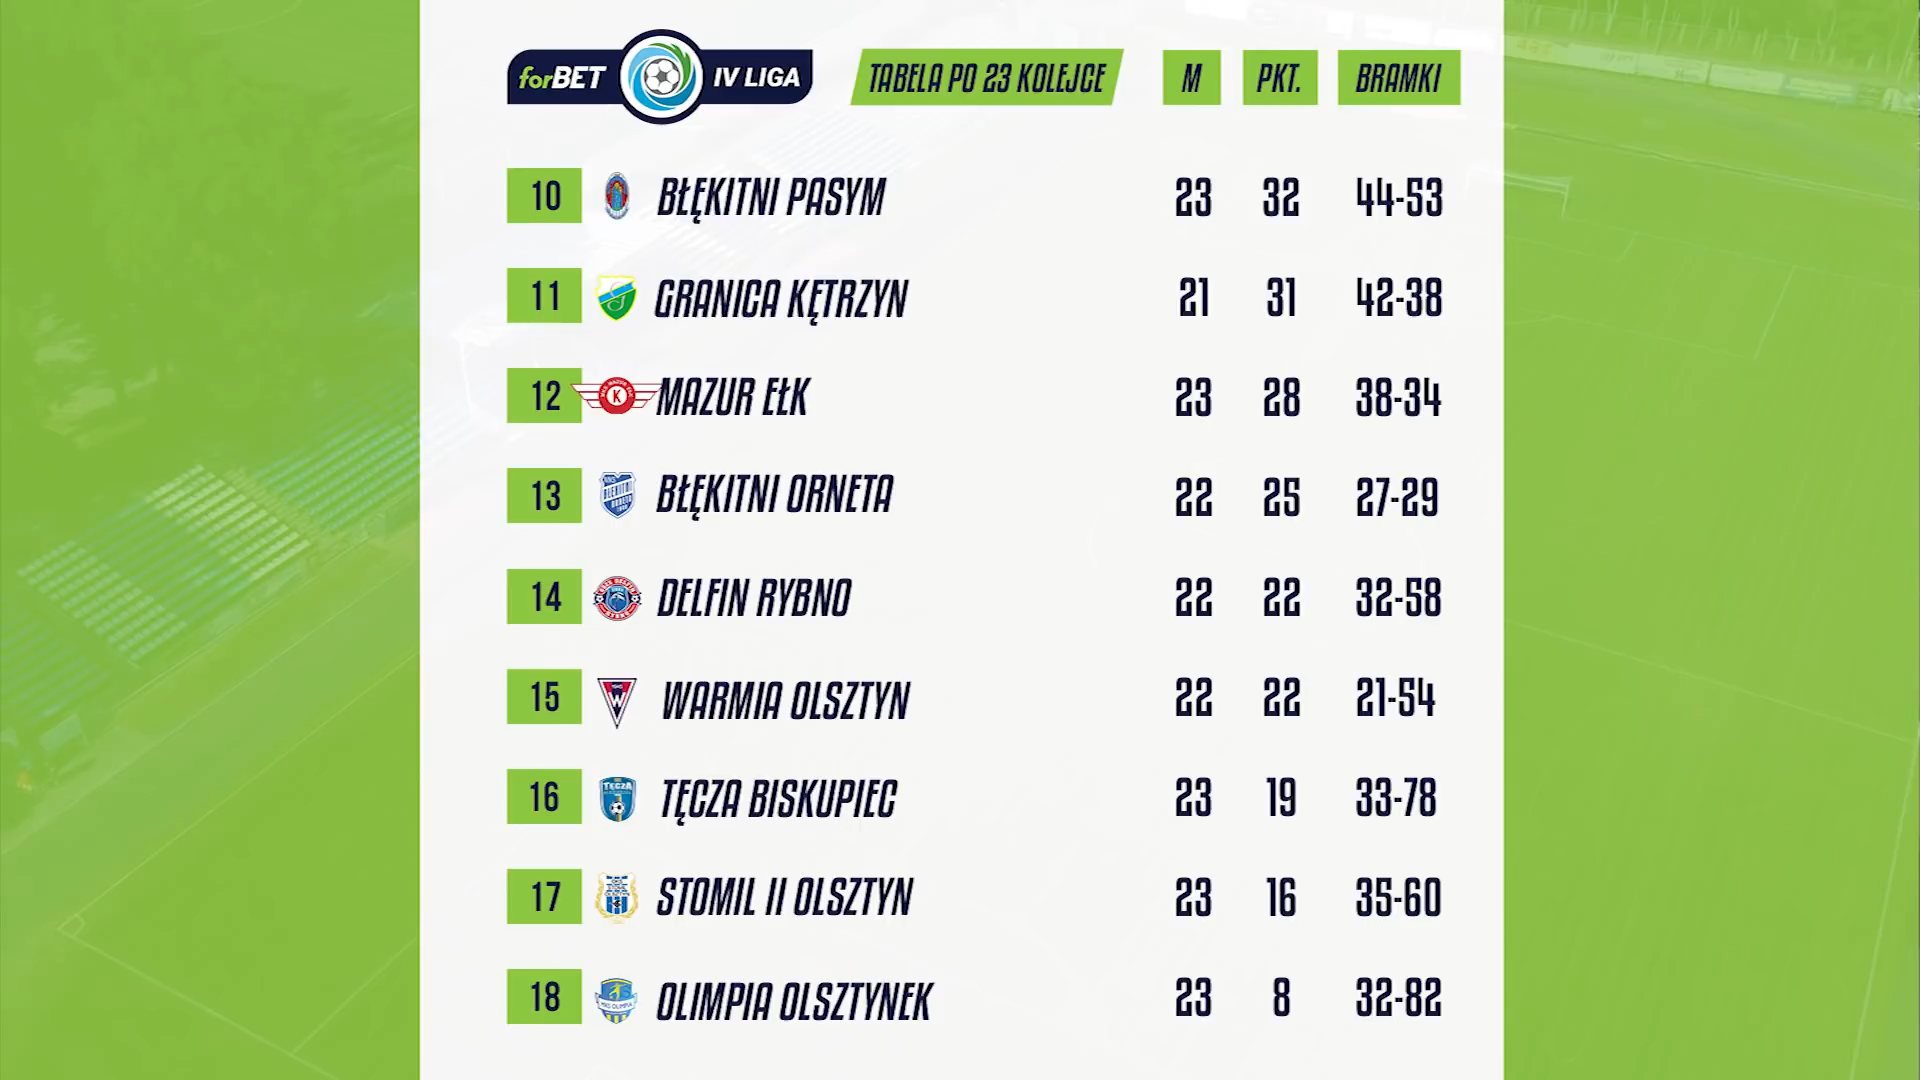 forBET IV LIGA TABELA PO 23 KOLEJCE M PKT. BRAMKI
10 BŁĘKITNI PASYM 23 32 44-53
11 GRANICA KĘTRZYN 21 31 42-38
12 K MAZUR EŁK 23 28 38-34
13 BŁĘKITNI ORNETA 22 25 27-29
14 DELFIN RYBNO 22 22 32-58
15 WARMIA OLSZTYN 22 22 21-54
16 TĘCZA TĘCZA BISKUPIEC 23 19 33-78
17 STOMIL II OLSZTYN 23 16 35-60
18 OLIMPIA OLSZTYNEK 23 8 32-82